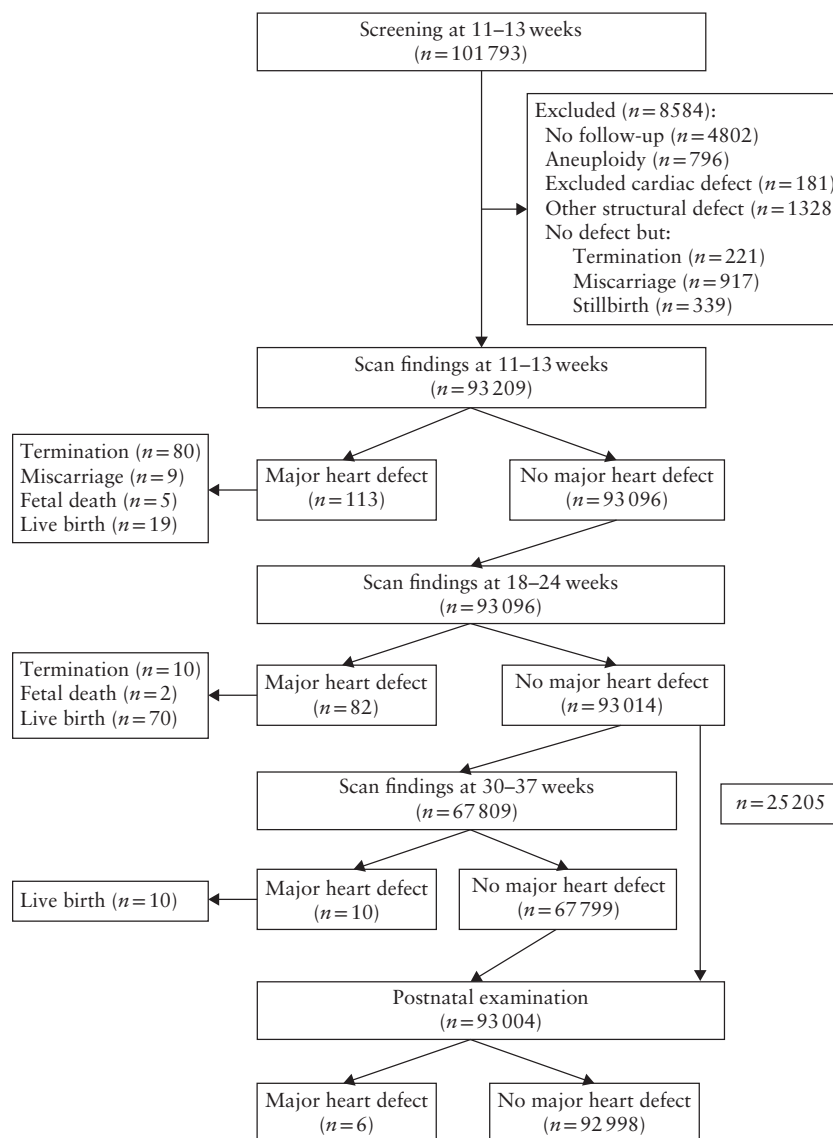 Screening at 11–13 weeks
(n=101 793)
Excluded (n=8584):
No follow-up (n=4802)
Aneuploidy (n=796)
Excluded cardiac defect (n=181)
Other structural defect (n=1328
No defect but:
Termination (n=221)
Miscarriage (n=917)
Stillbirth (n=339)
Scan findings at 11–13 weeks
(n=93 209)
Termination (n=80)
Miscarriage (n=9)
Fetal death (n=5)
Live birth (n=19)
Major heart defect
(n=113)
No major heart defect
(n=93 096)
Scan findings at 18–24 weeks
(n=93 096)
Termination (n=10)
Fetal death (n=2)
Live birth (n=70)
Major heart defect
(n=82)
No major heart defect
(n=93 014)
Scan findings at 30–37 weeks
(n=67 809)
n=25 205
Live birth (n=10)
Major heart defect
(n=10)
No major heart defect
(n=67 799)
Postnatal examination
(n=93 004)
Major heart defect
(n=6)
No major heart defect
(n=92 998)